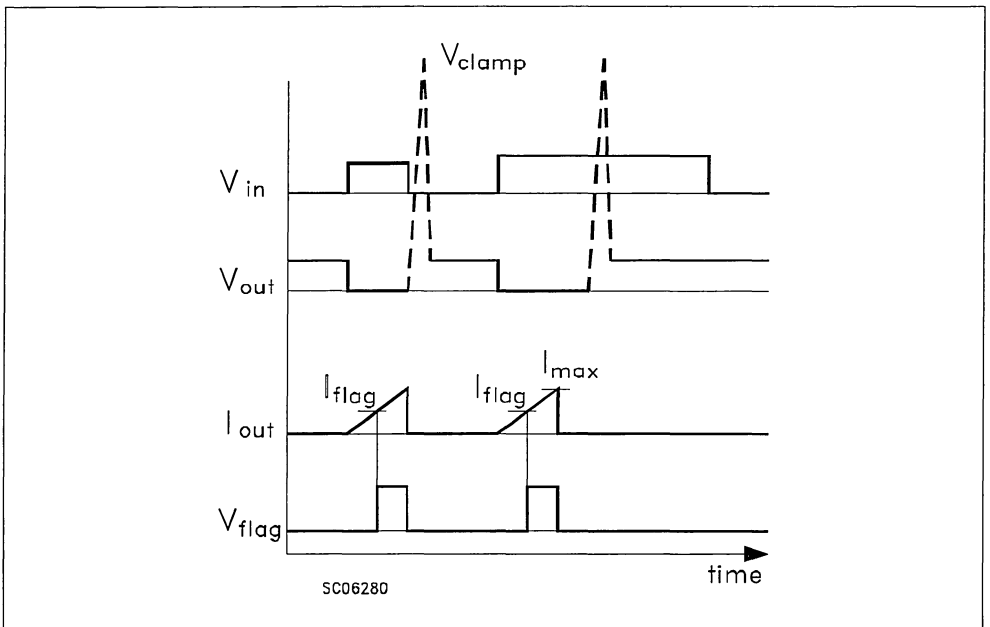 Vclamp
Vin
Vout
Imax
Iflag
Iflag
Iout
Vflag
time
SC06280